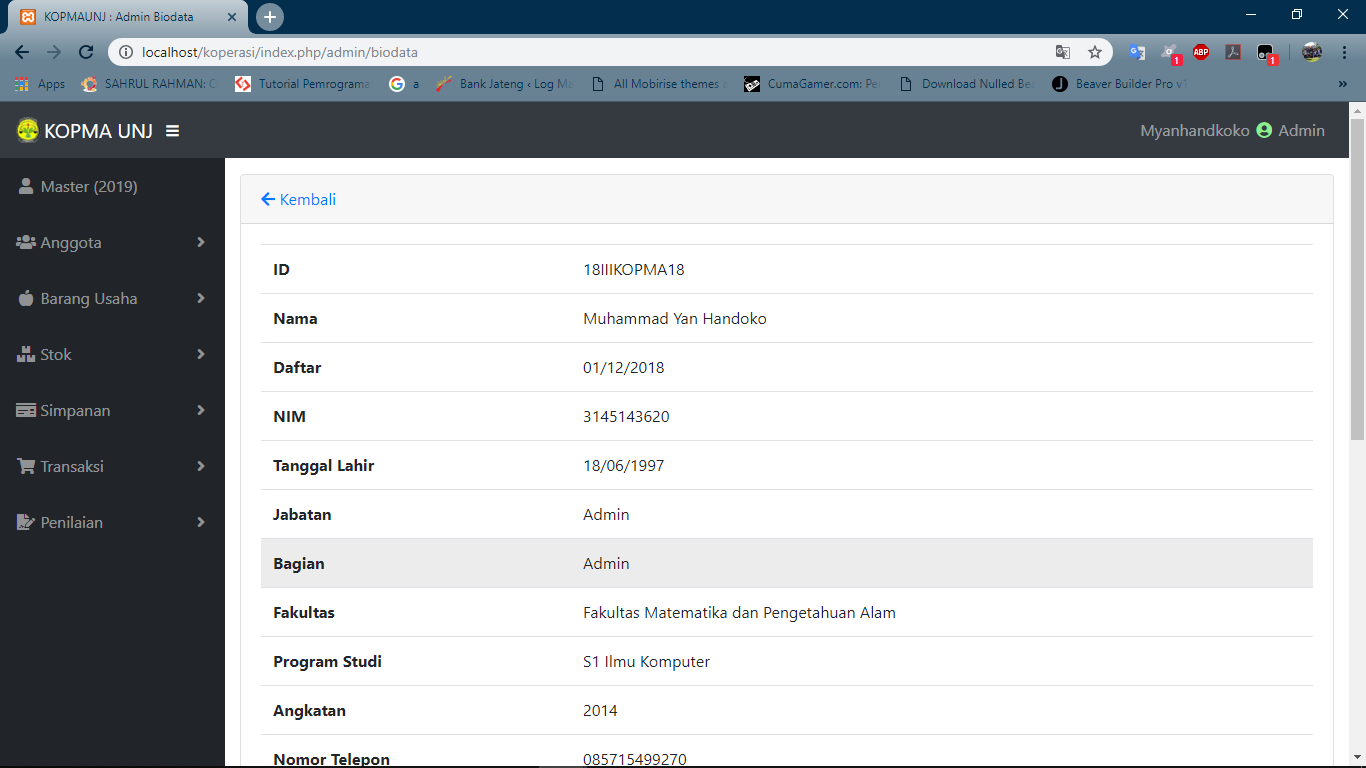 KOPMAUNJ : Admin Biodata
localhost/koperasi/index.php/admin/biodata
Apps SAHRUL RAHMAN: C Tutorial Pemrograma a Bank Jateng ‹ Log Ma All Mobirise themes CumaGamer.com: Pe Download Nulled Be Beaver Builder Pro v1 »
KOPMA UNJ Myanhandkoko Admin
Master (2019)
Anggota
Barang Usaha
Stok
Simpanan
Transaksi
Penilaian
Kembali
ID 18IIIKOPMA18
Nama Muhammad Yan Handoko
Daftar 01/12/2018
NIM 3145143620
Tanggal Lahir 18/06/1997
Jabatan Admin
Bagian Admin
Fakultas Fakultas Matematika dan Pengetahuan Alam
Program Studi S1 Ilmu Komputer
Angkatan 2014
Nomor Telepon 085715499270